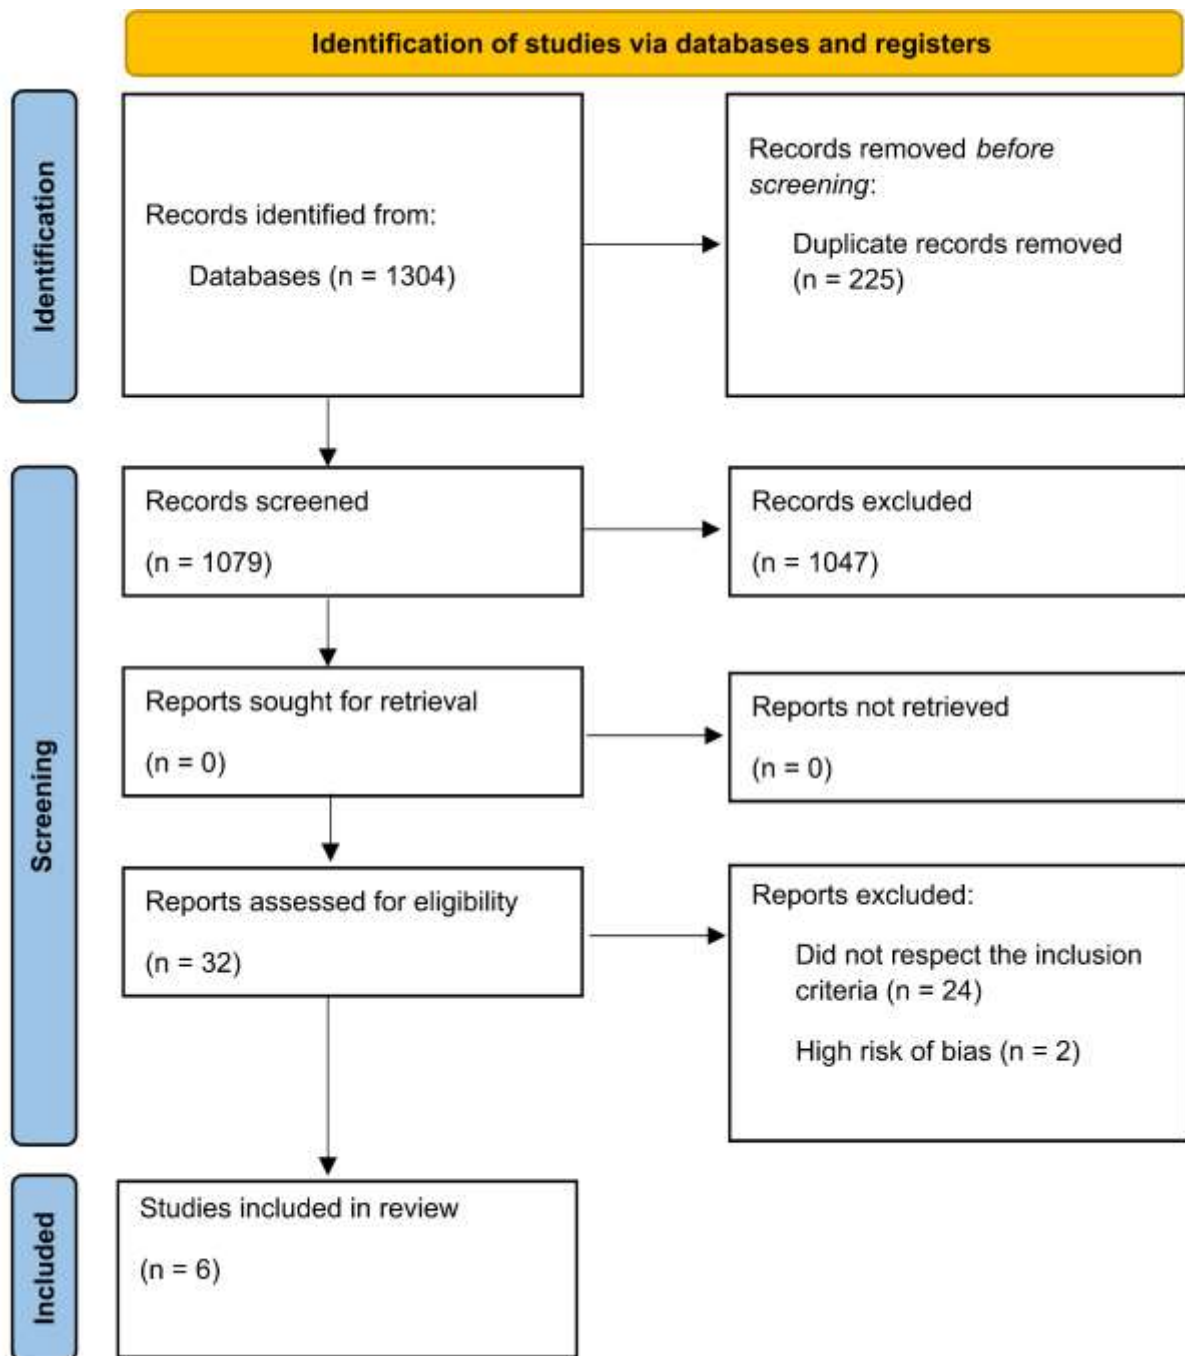 Identification of studies via databases and registers
Identification
Records identified from:
Databases (n = 1304)
Records removed before
screening:
Duplicate records removed
(n = 225)
Screening
Records screened
(n = 1079)
Records excluded
(n = 1047)
Reports sought for retrieval
(n = 0)
Reports not retrieved
(n = 0)
Reports assessed for eligibility
(n = 32)
Reports excluded:
Did not respect the inclusion
criteria (n = 24)
High risk of bias (n = 2)
Included
Studies included in review
(n = 6)